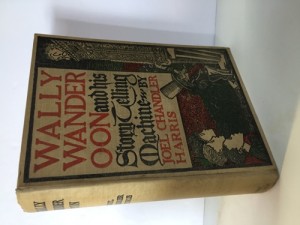 WALLY
WANDER
OON and his
Story Telling
Machine BY
JOEL CHANDLER
HARRIS